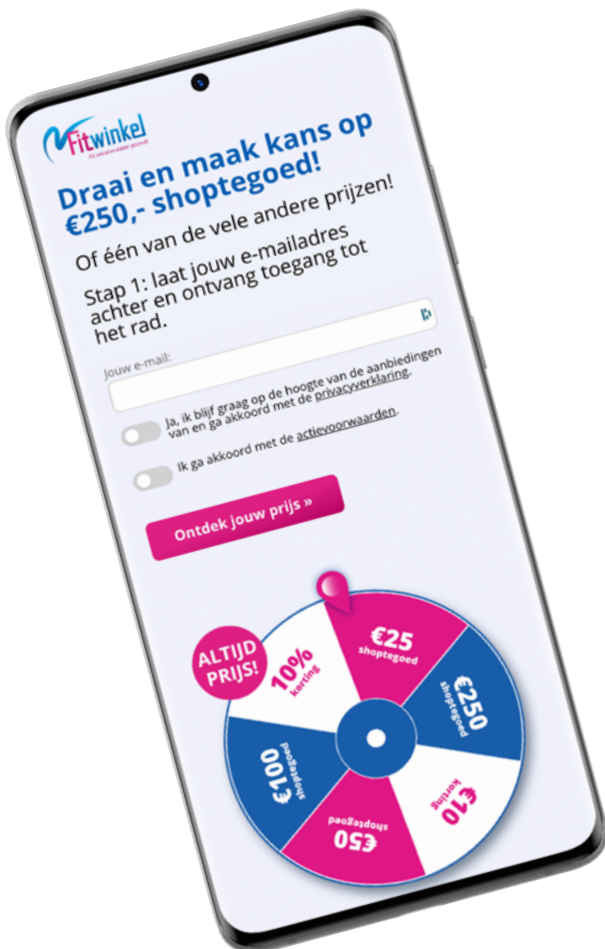 Fitwinkel
Draai en maak kans op
€250,- shoptegoed!
Of één van de vele andere prijzen!
Stap 1: laat jouw e-mailadres
achter en ontvang toegang tot
het rad.
Jouw e-mail:
Ja, ik blijf graag op de hoogte van de aanbiedingen
van en ga akkoord met de privacyverklaring.
Ik ga akkoord met de actievoorwaarden.
Ontdek jouw prijs »
ALTIJD
PRIJS!
10%
korting
€25
shoptegoed
€250
shoptegoed
€10
korting
€50
shoptegoed
€100
shoptegoed